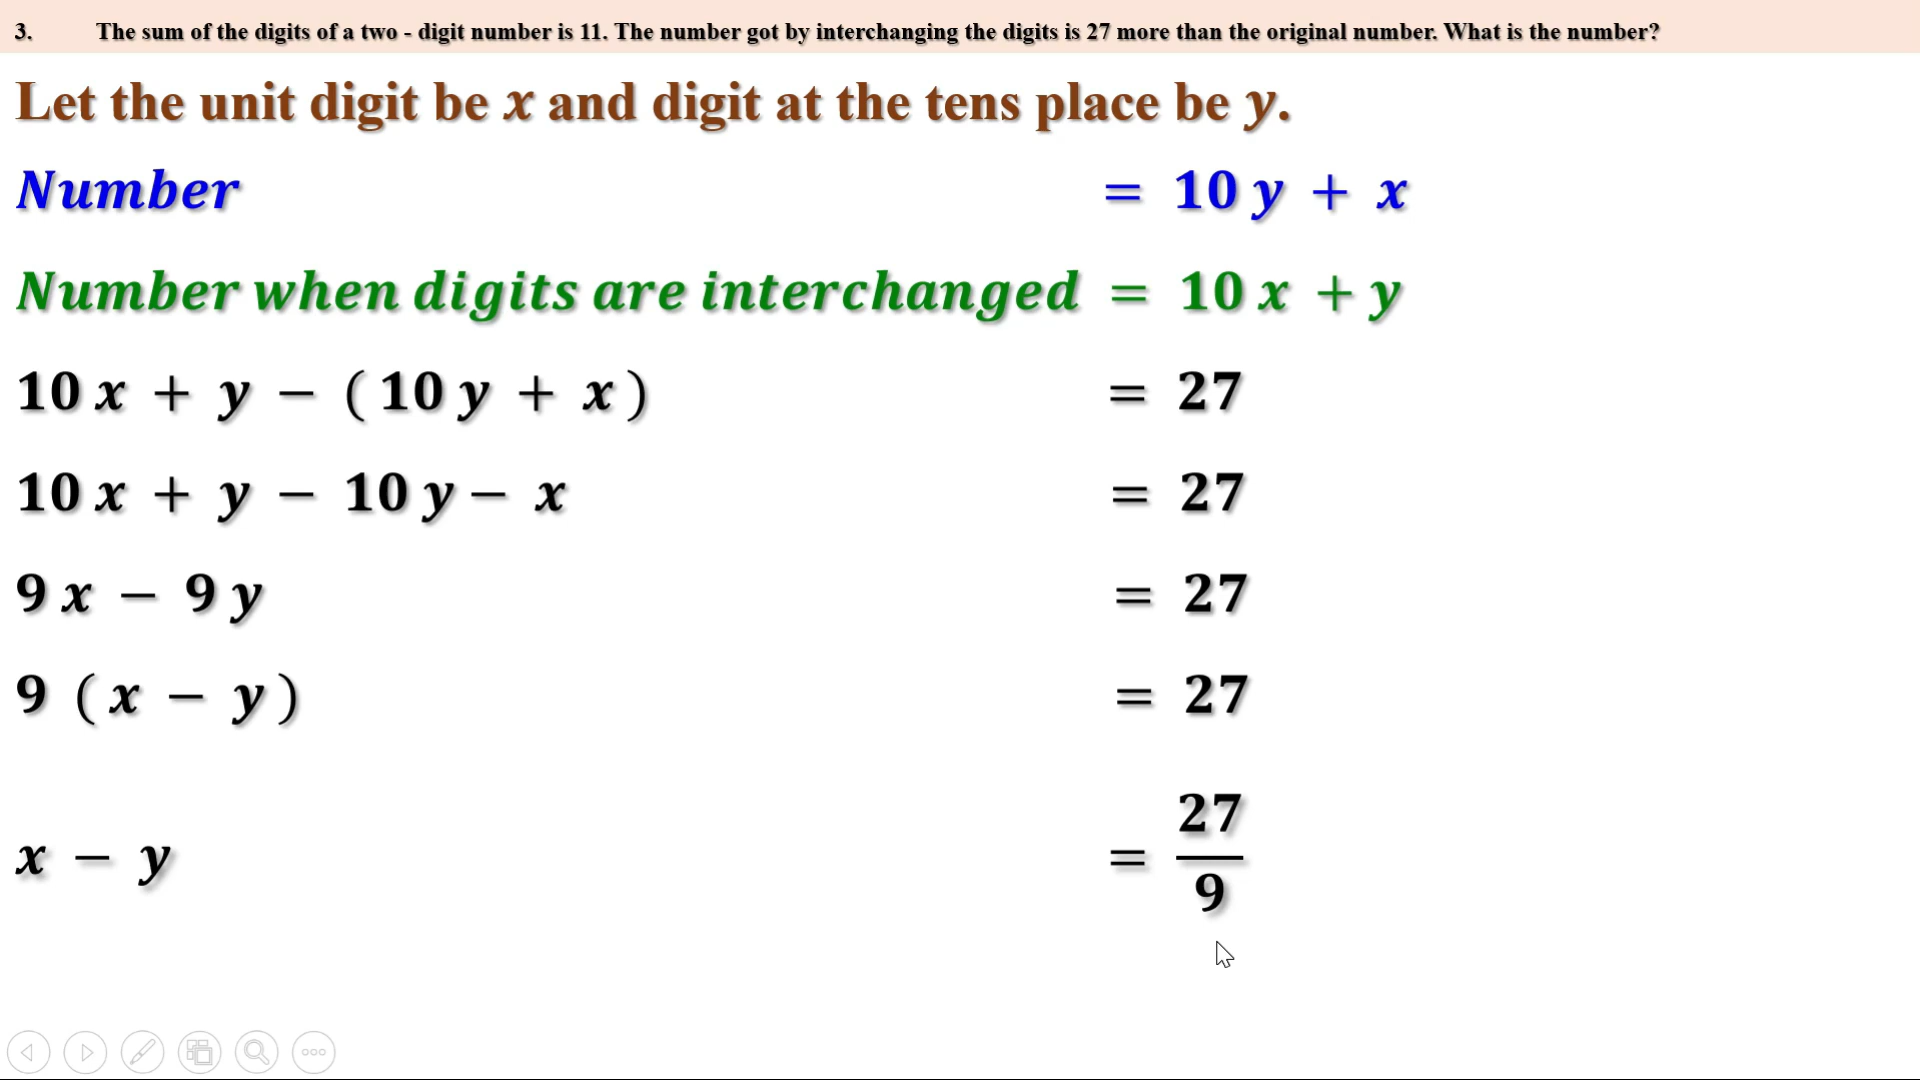 3. The sum of the digits of a two - digit number is 11. The number got by interchanging the digits is 27 more than the original number. What is the number?
Let the unit digit be x and digit at the tens place be y.
Number = 10 y + x
Number when digits are interchanged = 10 x + y
10 x + y − ( 10 y + x ) = 27
10 x + y − 10 y − x = 27
9 x − 9 y = 27
9 ( x − y ) = 27
x − y = 27/9